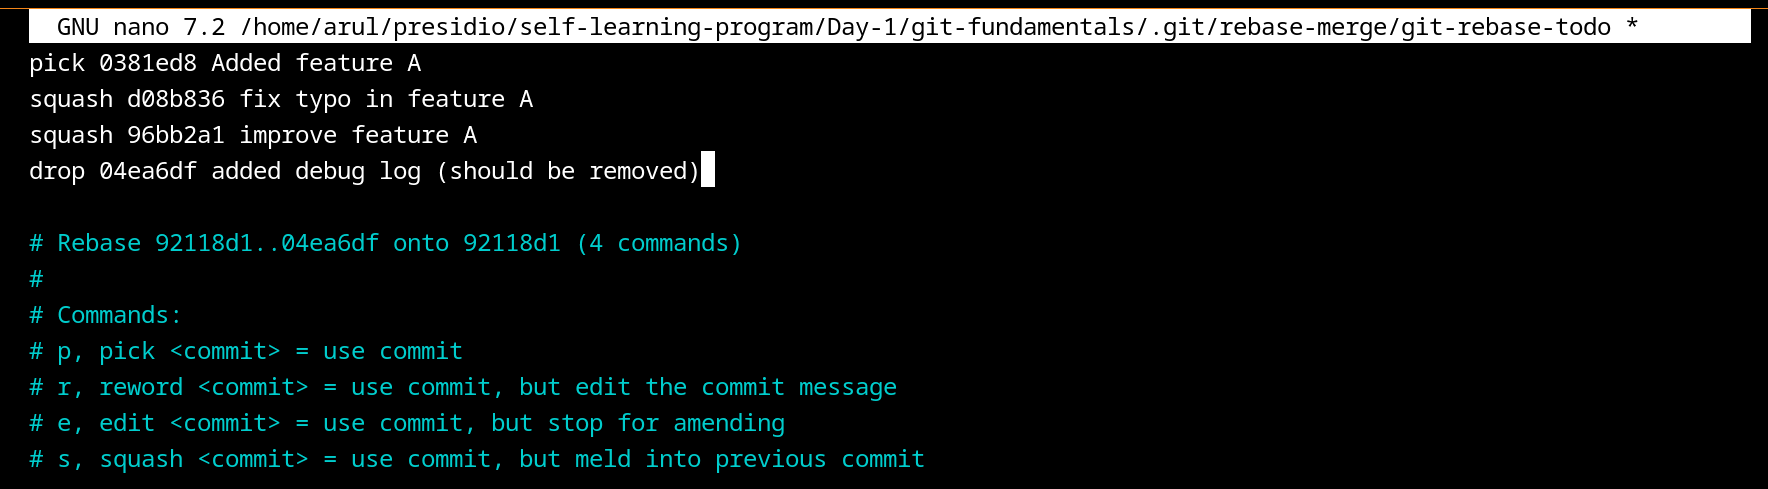 GNU nano 7.2 /home/arul/presidio/self-learning-program/Day-1/git-fundamentals/.git/rebase-merge/git-rebase-todo *
pick 0381ed8 Added feature A
squash d08b836 fix typo in feature A
squash 96bb2a1 improve feature A
drop 04ea6df added debug log (should be removed)
# Rebase 92118d1..04ea6df onto 92118d1 (4 commands)
#
# Commands:
# p, pick <commit> = use commit
# r, reword <commit> = use commit, but edit the commit message
# e, edit <commit> = use commit, but stop for amending
# s, squash <commit> = use commit, but meld into previous commit